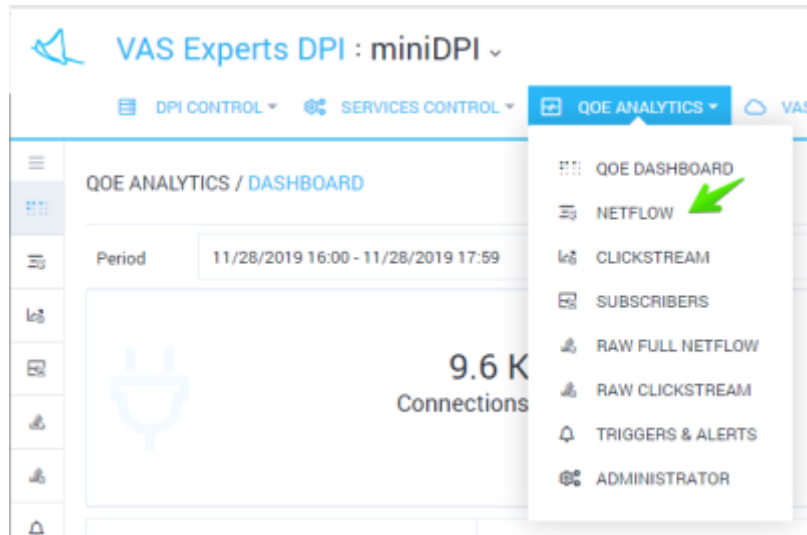 VAS Experts DPI : miniDPI
DPI CONTROL SERVICES CONTROL QOE ANALYTICS VAS
QOE ANALYTICS / DASHBOARD
Period 11/28/2019 16:00 - 11/28/2019 17:59
9.6 K
Connections
QOE DASHBOARD
NETFLOW
CLICKSTREAM
SUBSCRIBERS
RAW FULL NETFLOW
RAW CLICKSTREAM
TRIGGERS & ALERTS
ADMINISTRATOR